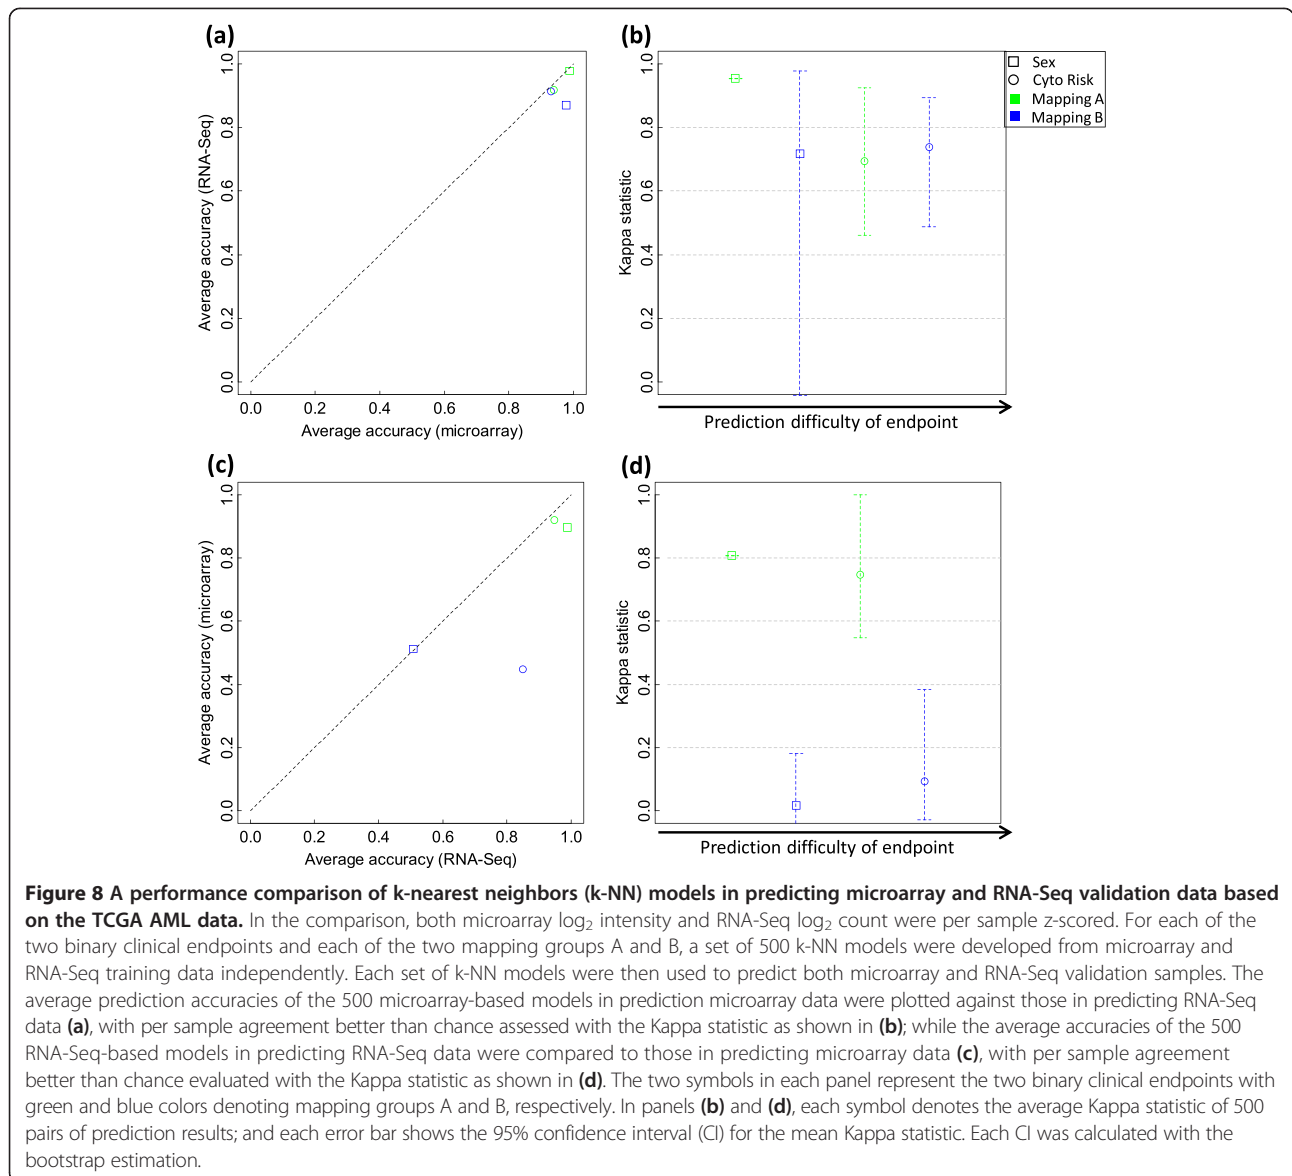 (a)
(b)
1.0
0.8
0.6
0.4
0.2
0.0
Average accuracy (RNA-Seq)
0.0 0.2 0.4 0.6 0.8 1.0
Average accuracy (microarray)
1.0
0.8
0.6
0.4
0.2
0.0
Kappa statistic
Sex
Cyto Risk
Mapping A
Mapping B
Prediction difficulty of endpoint
(c)
(d)
1.0
0.8
0.6
0.4
0.2
0.0
Average accuracy (microarray)
0.0 0.2 0.4 0.6 0.8 1.0
Average accuracy (RNA-Seq)
1.0
0.8
0.6
0.4
0.2
0.0
Kappa statistic
Prediction difficulty of endpoint
Figure 8 A performance comparison of k-nearest neighbors (k-NN) models in predicting microarray and RNA-Seq validation data based
on the TCGA AML data. In the comparison, both microarray log2 intensity and RNA-Seq log2 count were per sample z-scored. For each of the
two binary clinical endpoints and each of the two mapping groups A and B, a set of 500 k-NN models were developed from microarray and
RNA-Seq training data independently. Each set of k-NN models were then used to predict both microarray and RNA-Seq validation samples. The
average prediction accuracies of the 500 microarray-based models in prediction microarray data were plotted against those in predicting RNA-Seq
data (a), with per sample agreement better than chance assessed with the Kappa statistic as shown in (b); while the average accuracies of the 500
RNA-Seq-based models in predicting RNA-Seq data were compared to those in predicting microarray data (c), with per sample agreement
better than chance evaluated with the Kappa statistic as shown in (d). The two symbols in each panel represent the two binary clinical endpoints with
green and blue colors denoting mapping groups A and B, respectively. In panels (b) and (d), each symbol denotes the average Kappa statistic of 500
pairs of prediction results; and each error bar shows the 95% confidence interval (CI) for the mean Kappa statistic. Each CI was calculated with the
bootstrap estimation.